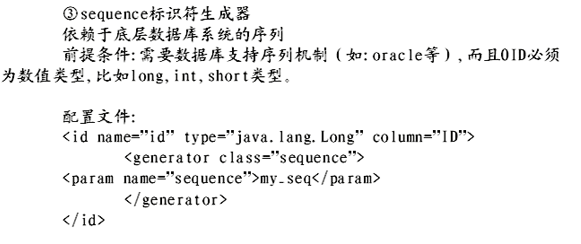 ③sequence标识符生成器
依赖于底层数据库系统的序列
前提条件:需要数据库支持序列机制(如:oracle等),而且OID必须
为数值类型,比如long,int,short类型。
配置文件:
<id name="id" type="java.lang.Long" column="ID">
<generator class="sequence">
<param name="sequence">my_seq</param>
</generator>
</id>